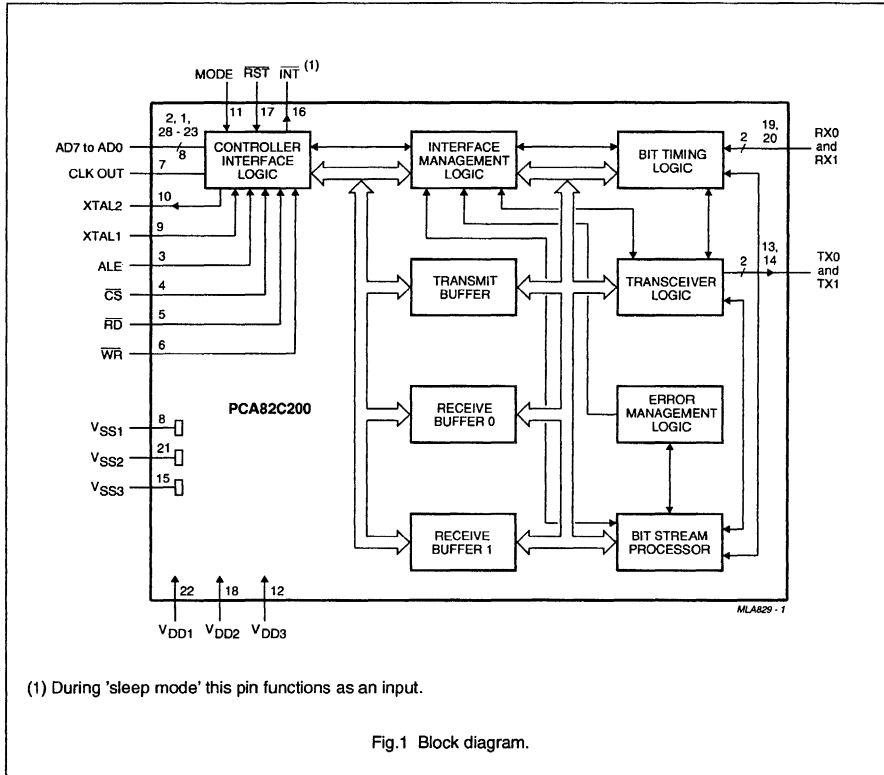 MODE RST INT (1)
11 17 16
2, 1,
28 - 23
AD7 to AD0
8
CLK OUT 7
XTAL2 10
XTAL1 9
ALE 3
CS 4
RD 5
WR 6
CONTROLLER
INTERFACE
LOGIC
INTERFACE
MANAGEMENT
LOGIC
BIT TIMING
LOGIC
2
19,
20
RX0
and
RX1
TRANSMIT
BUFFER
TRANSCEIVER
LOGIC
2
13,
14
TX0
and
TX1
PCA82C200
RECEIVE
BUFFER 0
ERROR
MANAGEMENT
LOGIC
VSS1 8
VSS2 21
VSS3 15
RECEIVE
BUFFER 1
BIT STREAM
PROCESSOR
22 18 12
VDD1 VDD2 VDD3
MLA829 - 1
(1) During 'sleep mode' this pin functions as an input.
Fig.1 Block diagram.